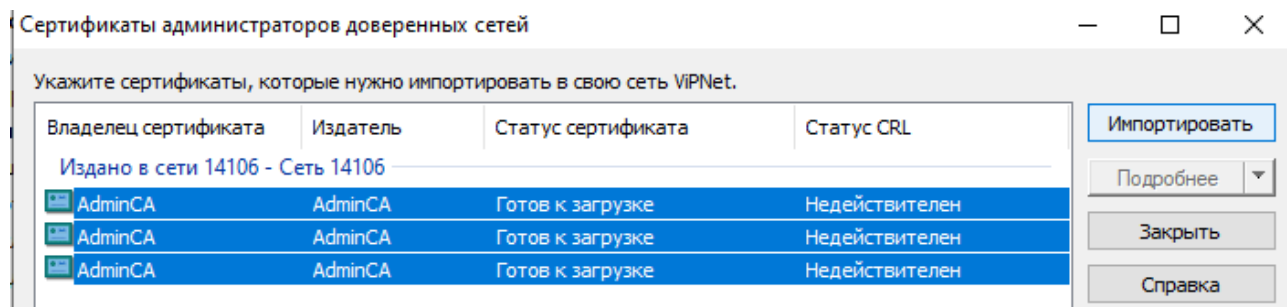 Сертификаты администраторов доверенных сетей
Укажите сертификаты, которые нужно импортировать в свою сеть ViPNet.
Владелец сертификата Издатель Статус сертификата Статус CRL Импортировать
Издано в сети 14106 - Сеть 14106 Подробнее
AdminCA AdminCA Готов к загрузке Недействителен
AdminCA AdminCA Готов к загрузке Недействителен Закрыть
AdminCA AdminCA Готов к загрузке Недействителен
Справка